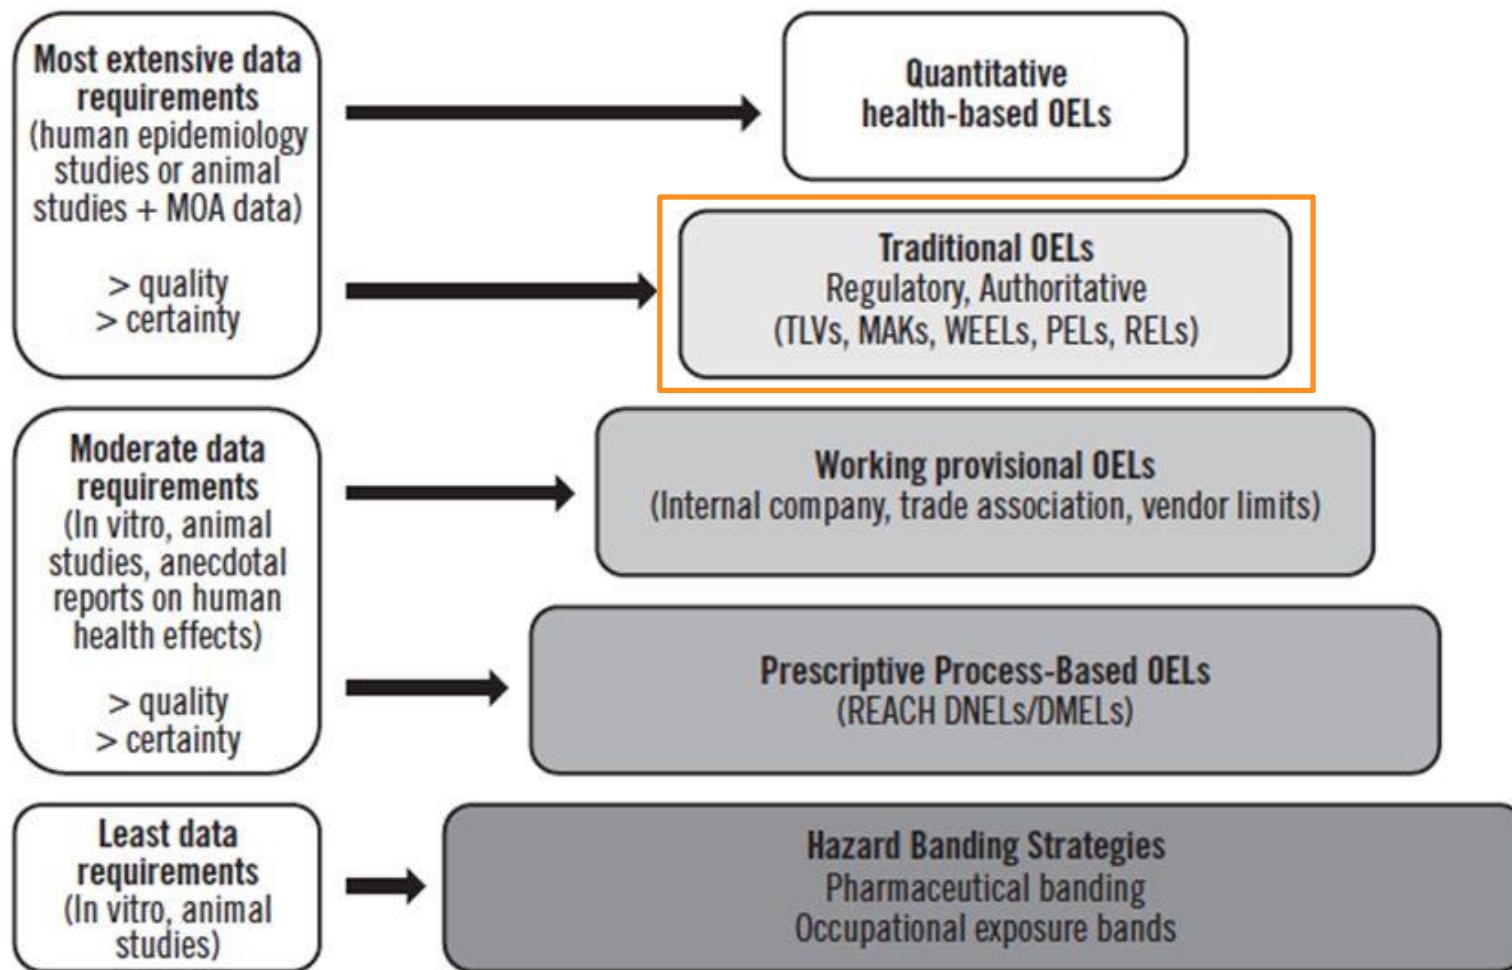 Most extensive data
requirements
(human epidemiology
studies or animal
studies + MOA data)
> quality
> certainty
Quantitative
health-based OELs
Traditional OELs
Regulatory, Authoritative
(TLVs, MAKs, WEELs, PELs, RELs)
Moderate data
requirements
(In vitro, animal
studies, anecdotal
reports on human
health effects)
> quality
> certainty
Working provisional OELs
(Internal company, trade association, vendor limits)
Prescriptive Process-Based OELs
(REACH DNELs/DMELs)
Least data
requirements
(In vitro, animal
studies)
Hazard Banding Strategies
Pharmaceutical banding
Occupational exposure bands